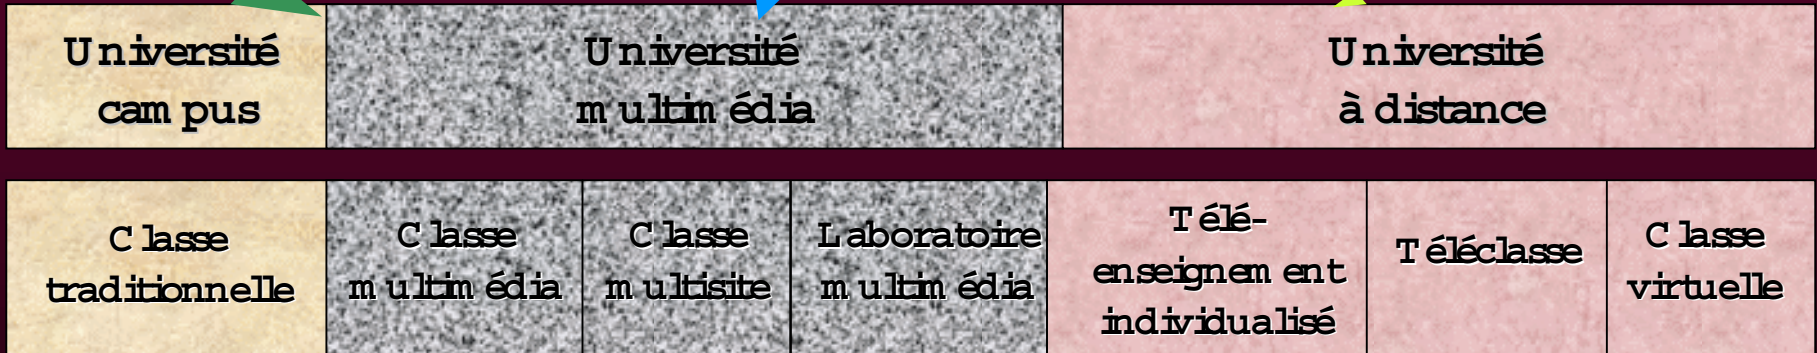 Université
campus
Université
multimédia
Université
à distance
Classe
traditionnelle
Classe
multimédia
Classe
multisite
Laboratoire
multimédia
Télé-
enseignement
individualisé
Téléclasse
Classe
virtuelle